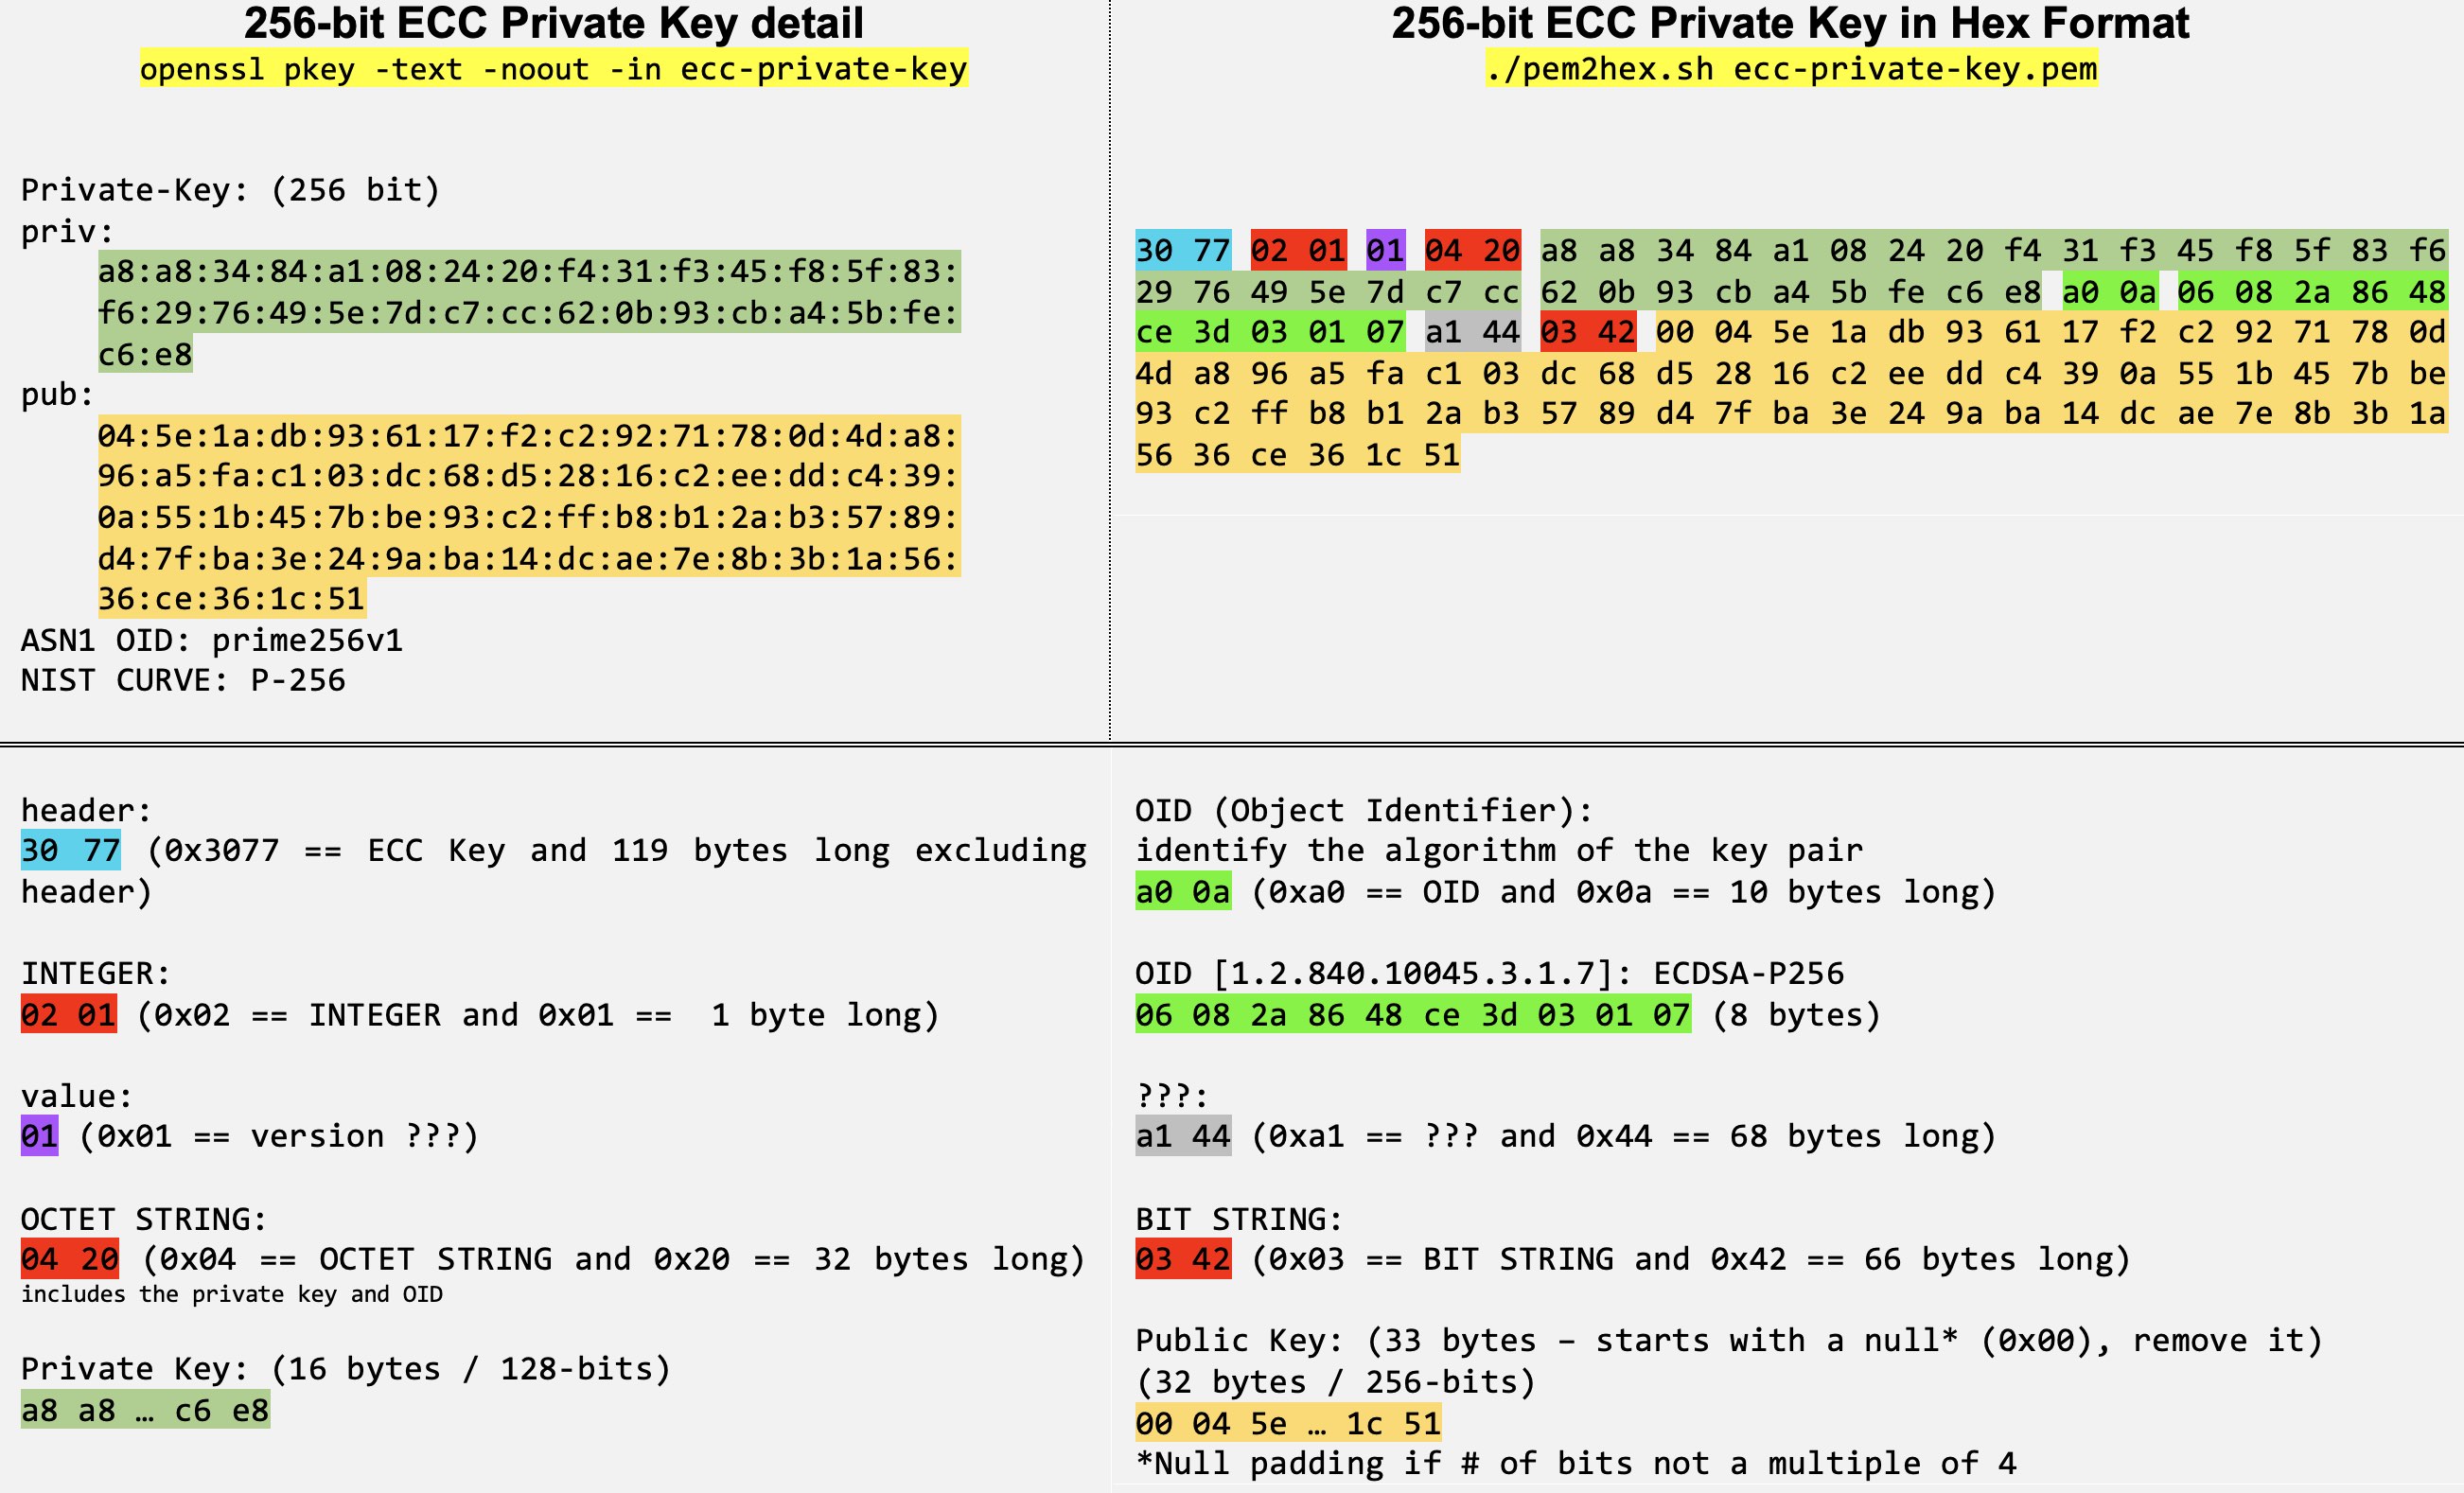 256-bit ECC Private Key detail
openssl pkey -text -noout -in ecc-private-key
Private-Key: (256 bit)
priv:
a8:a8:34:84:a1:08:24:20:f4:31:f3:45:f8:5f:83:
f6:29:76:49:5e:7d:c7:cc:62:0b:93:cb:a4:5b:fe:
c6:e8
pub:
04:5e:1a:db:93:61:17:f2:c2:92:71:78:0d:4d:a8:
96:a5:fa:c1:03:dc:68:d5:28:16:c2:ee:dd:c4:39:
0a:55:1b:45:7b:be:93:c2:ff:b8:b1:2a:b3:57:89:
d4:7f:ba:3e:24:9a:ba:14:dc:ae:7e:8b:3b:1a:56:
36:ce:36:1c:51
ASN1 OID: prime256v1
NIST CURVE: P-256
256-bit ECC Private Key in Hex Format
./pem2hex.sh ecc-private-key.pem
30 77 02 01 01 04 20 a8 a8 34 84 a1 08 24 20 f4 31 f3 45 f8 5f 83 f6
29 76 49 5e 7d c7 cc 62 0b 93 cb a4 5b fe c6 e8 a0 0a 06 08 2a 86 48
ce 3d 03 01 07 a1 44 03 42 00 04 5e 1a db 93 61 17 f2 c2 92 71 78 0d
4d a8 96 a5 fa c1 03 dc 68 d5 28 16 c2 ee dd c4 39 0a 55 1b 45 7b be
93 c2 ff b8 b1 2a b3 57 89 d4 7f ba 3e 24 9a ba 14 dc ae 7e 8b 3b 1a
56 36 ce 36 1c 51
header:
30 77 (0x3077 == ECC Key and 119 bytes long excluding
header)
INTEGER:
02 01 (0x02 == INTEGER and 0x01 == 1 byte long)
value:
01 (0x01 == version ???)
OCTET STRING:
04 20 (0x04 == OCTET STRING and 0x20 == 32 bytes long)
includes the private key and OID
Private Key: (16 bytes / 128-bits)
a8 a8 … c6 e8
OID (Object Identifier):
identify the algorithm of the key pair
a0 0a (0xa0 == OID and 0x0a == 10 bytes long)
OID [1.2.840.10045.3.1.7]: ECDSA-P256
06 08 2a 86 48 ce 3d 03 01 07 (8 bytes)
???:
a1 44 (0xa1 == ??? and 0x44 == 68 bytes long)
BIT STRING:
03 42 (0x03 == BIT STRING and 0x42 == 66 bytes long)
Public Key: (33 bytes – starts with a null* (0x00), remove it)
(32 bytes / 256-bits)
00 04 5e … 1c 51
*Null padding if # of bits not a multiple of 4